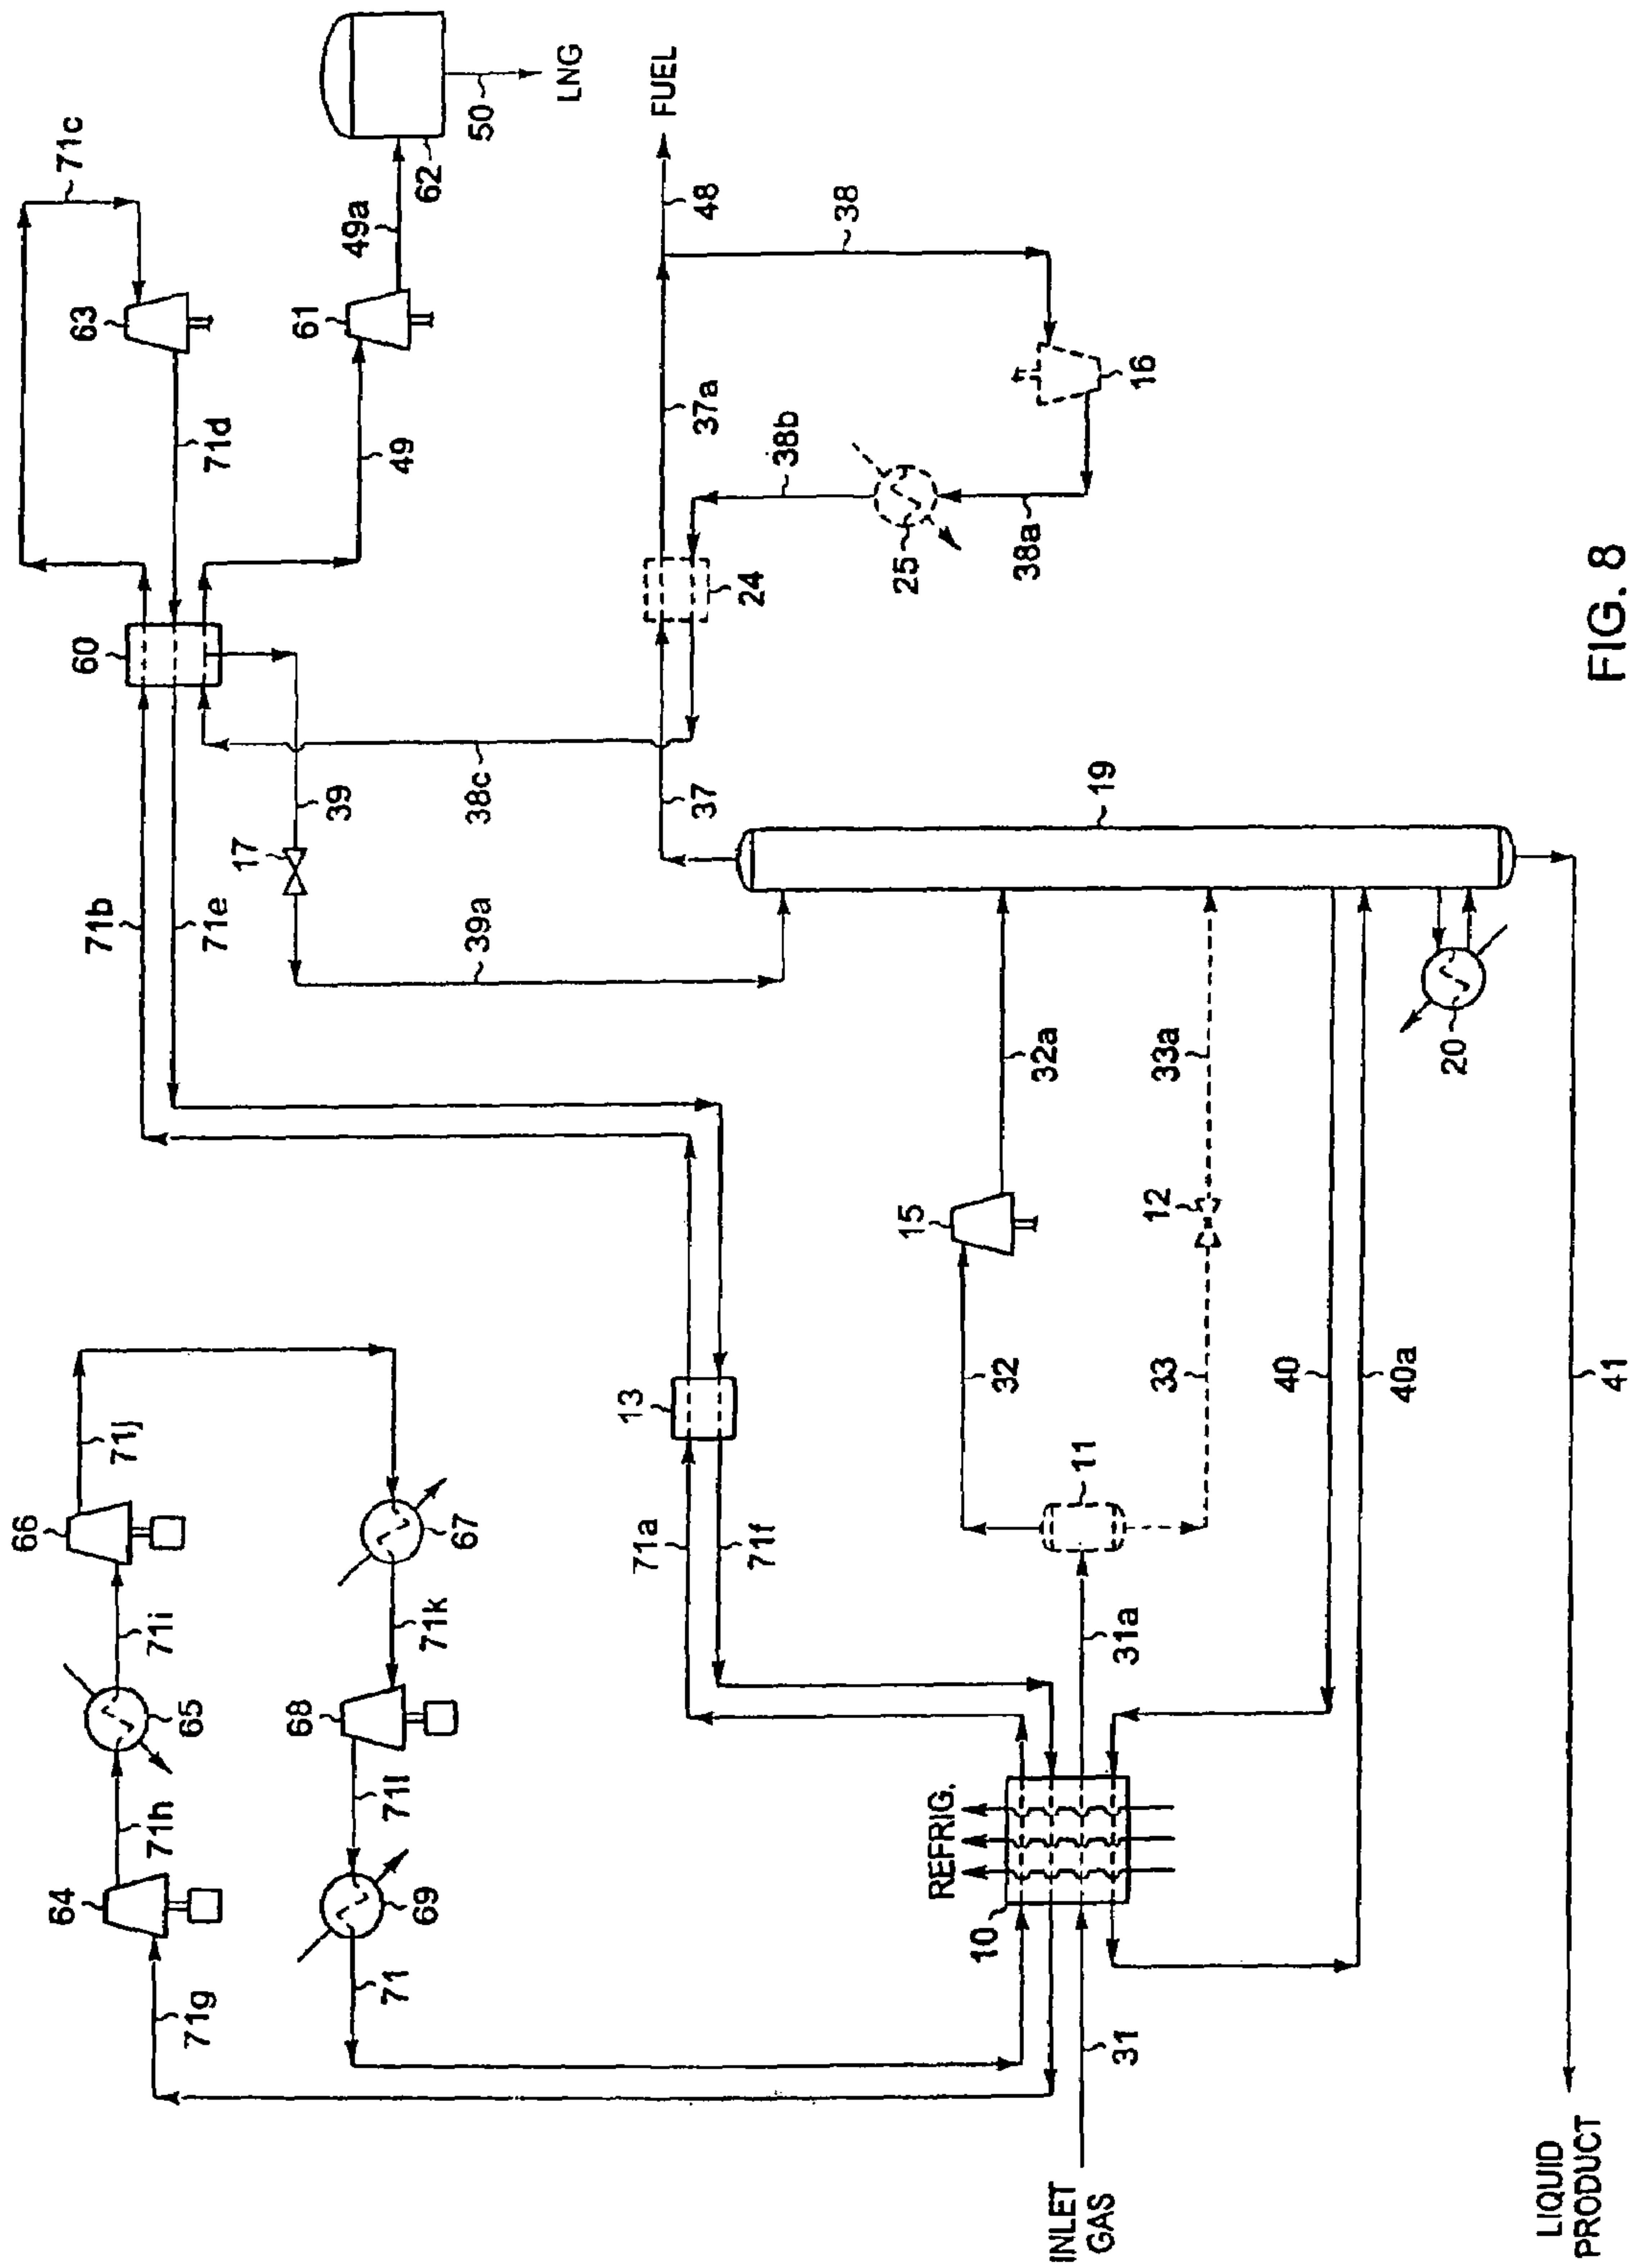 71c
63
71d
60
61
49a
62
50
LNG
49
71b
71e
39
17
39a
38c
37
24
37a
48
FUEL
38
38b
25
38a
16
66
71j
71i
65
71h
64
71g
67
71k
68
71l
69
71
13
71a
71f
15
32a
32
11
33
12
33a
19
20
40
40a
41
31a
REFRIG.
10
31
INLET
GAS
LIQUID
PRODUCT
FIG. 8